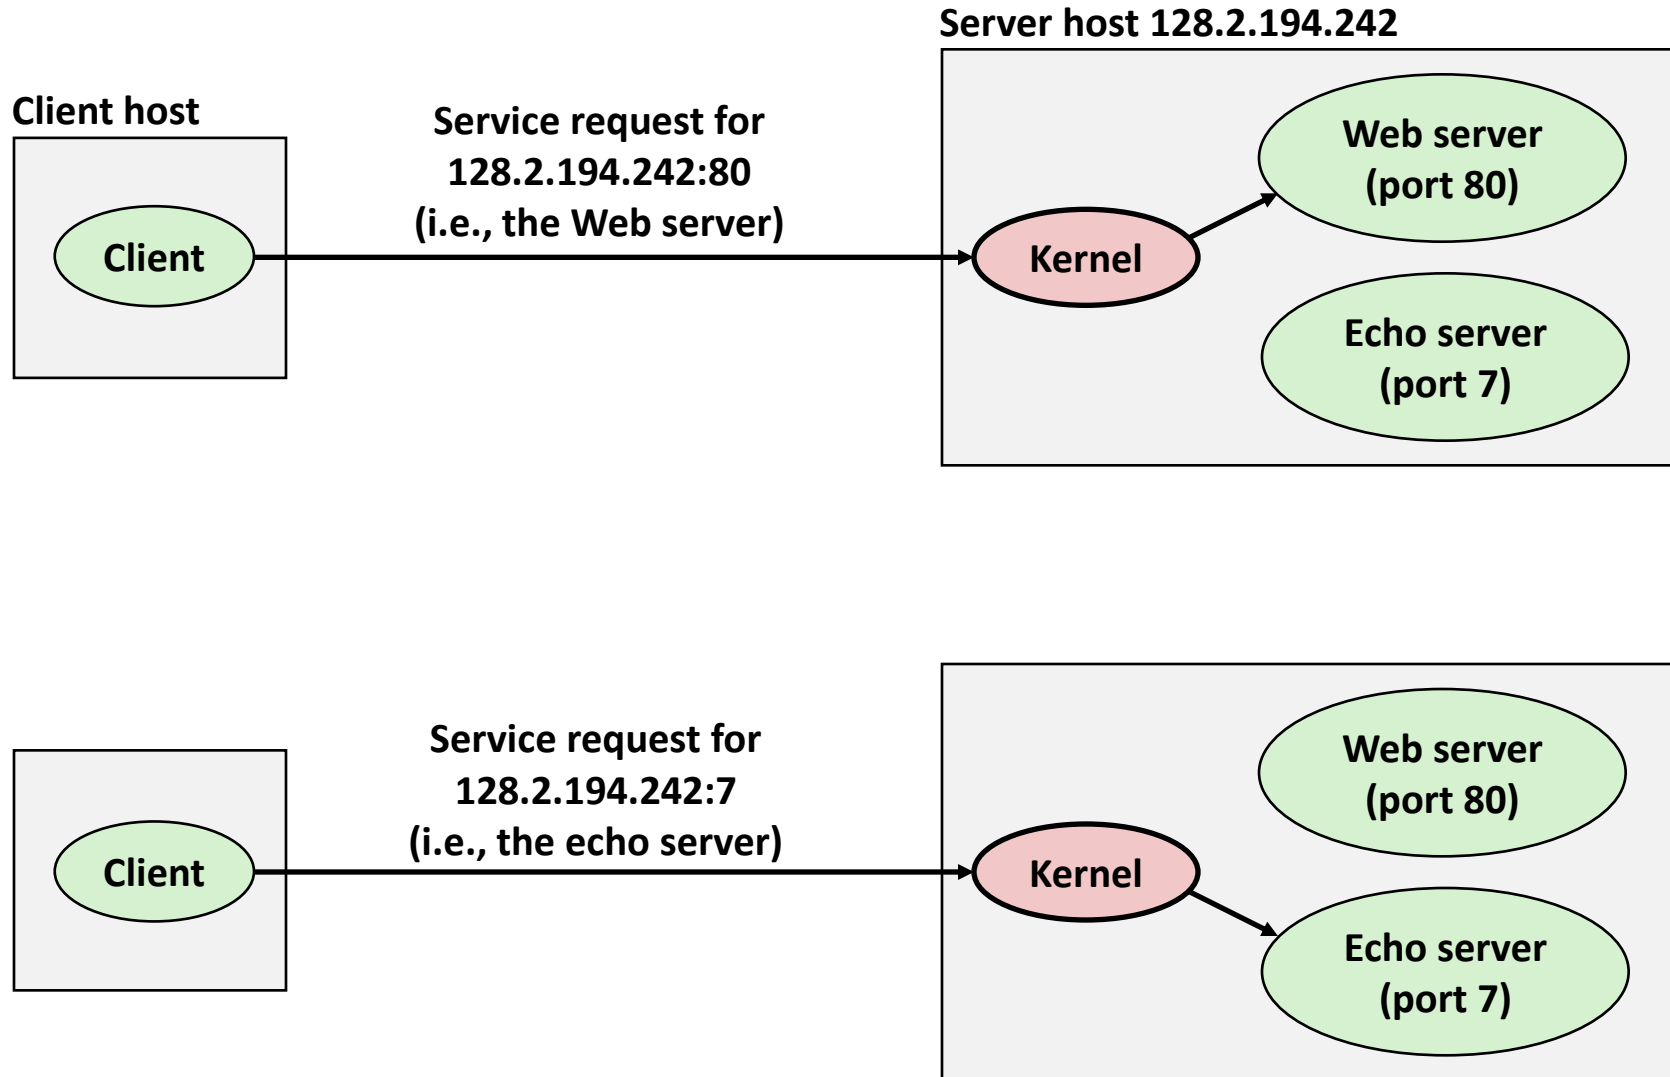 Server host 128.2.194.242
Client host
Service request for
128.2.194.242:80
(i.e., the Web server)
Client
Kernel
Web server
(port 80)
Echo server
(port 7)
Service request for
128.2.194.242:7
(i.e., the echo server)
Client
Kernel
Web server
(port 80)
Echo server
(port 7)